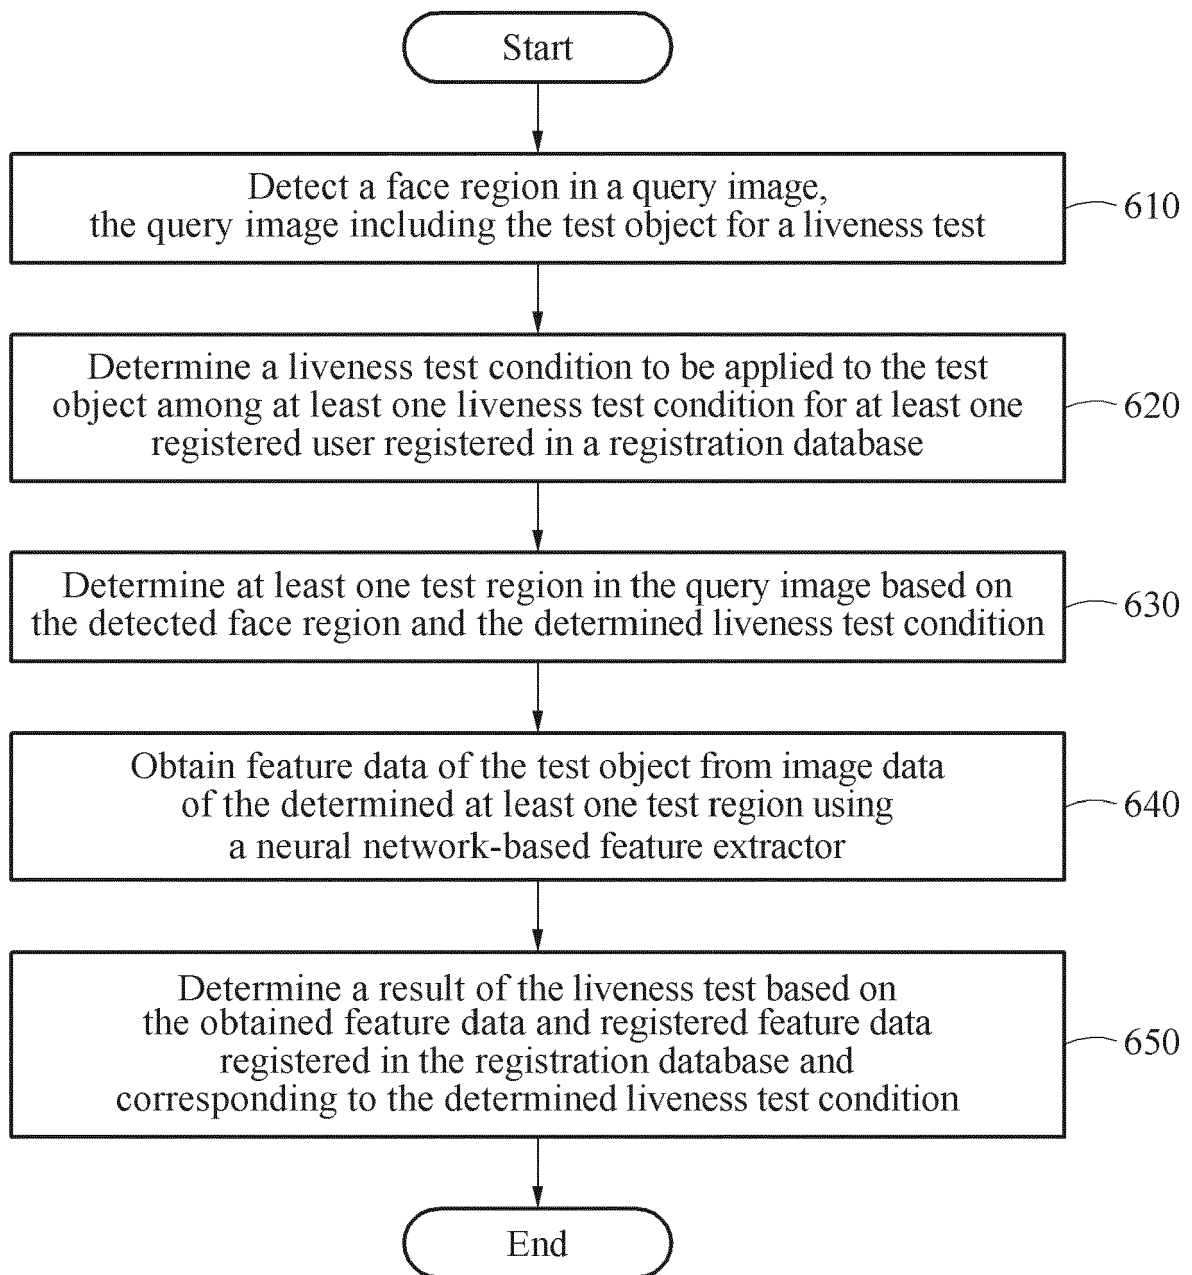 Start
Detect a face region in a query image,
the query image including the test object for a liveness test
610
Determine a liveness test condition to be applied to the test
object among at least one liveness test condition for at least one
registered user registered in a registration database
620
Determine at least one test region in the query image based on
the detected face region and the determined liveness test condition
630
Obtain feature data of the test object from image data
of the determined at least one test region using
a neural network-based feature extractor
640
Determine a result of the liveness test based on
the obtained feature data and registered feature data
registered in the registration database and
corresponding to the determined liveness test condition
650
End